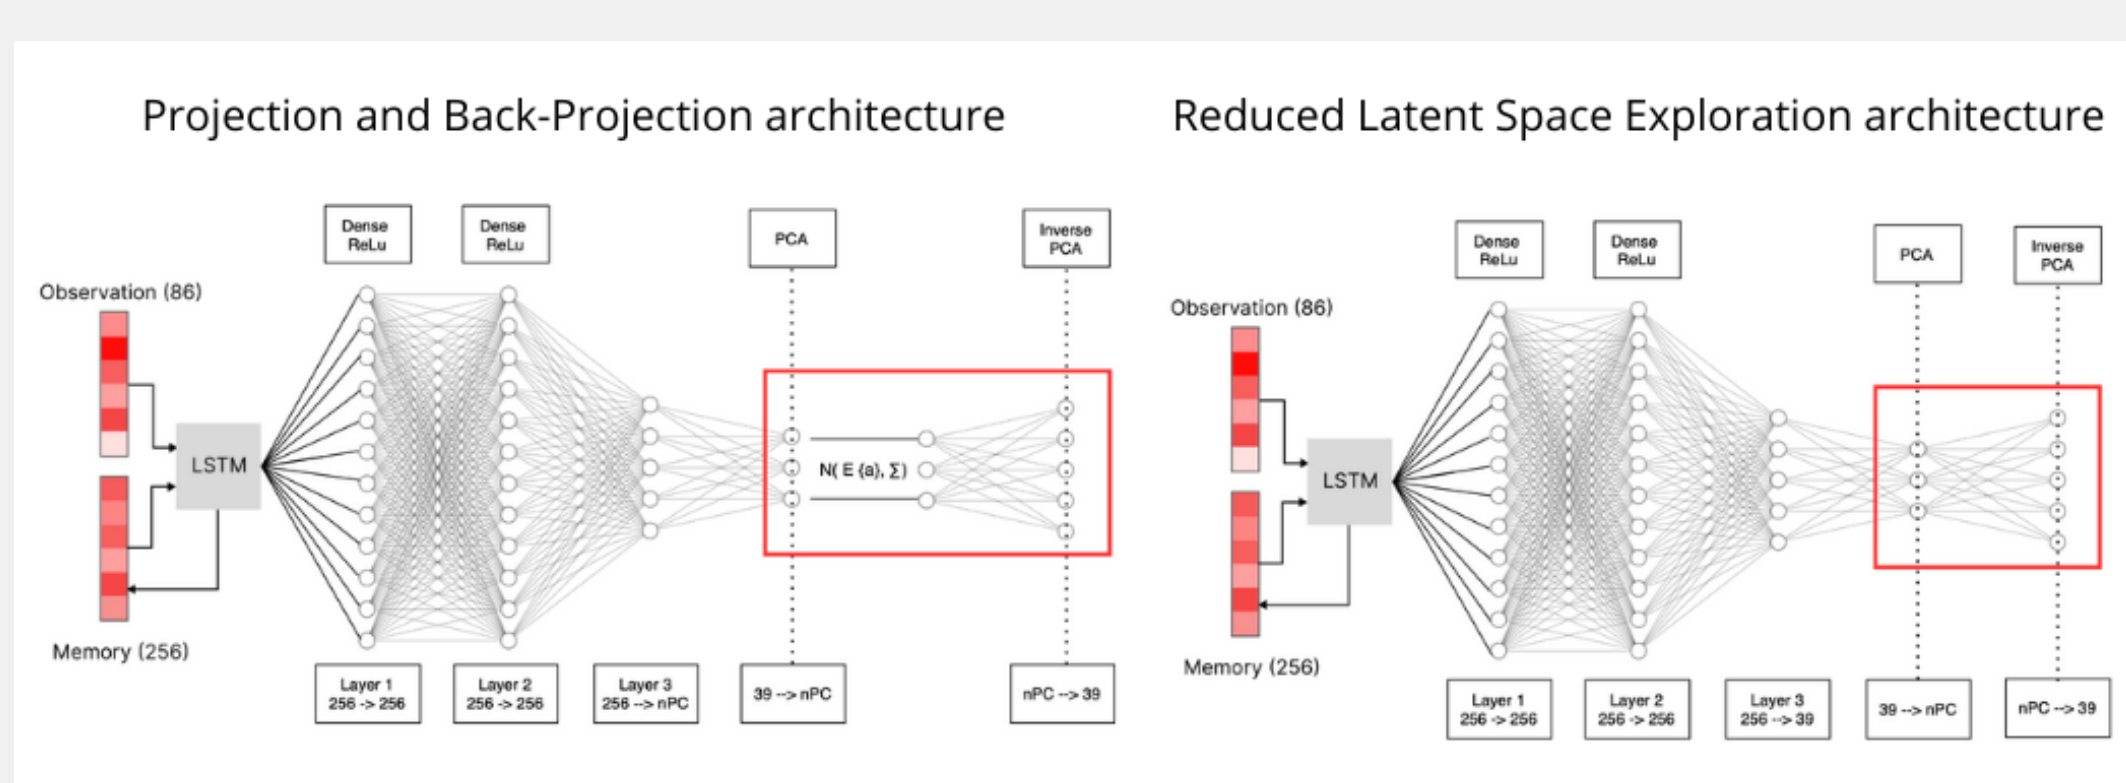 Projection and Back-Projection architecture
Dense
ReLu
Dense
ReLu
PCA
Inverse
PCA
Observation (86)
LSTM
N( E {a}, Σ)
Memory (256)
Layer 1
256 -> 256
Layer 2
256 -> 256
Layer 3
256 --> nPC
39 --> nPC
nPC --> 39
Reduced Latent Space Exploration architecture
Dense
ReLu
Dense
ReLu
PCA
Inverse
PCA
Observation (86)
LSTM
Memory (256)
Layer 1
256 -> 256
Layer 2
256 -> 256
Layer 3
256 --> 39
39 --> nPC
nPC --> 39